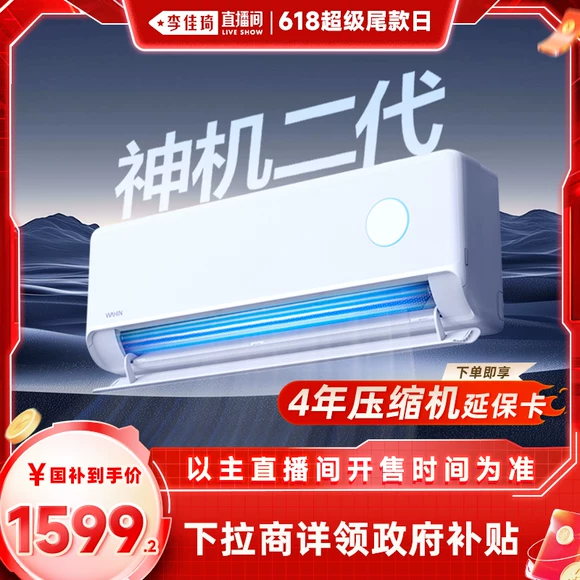 李佳琦 直播间 LIVE SHOW 618超级尾款日
神机二代
WAHIN
下单即享
4年压缩机延保卡
¥国补到手价
1599.2
以主直播间开售时间为准
下拉商详领政府补贴